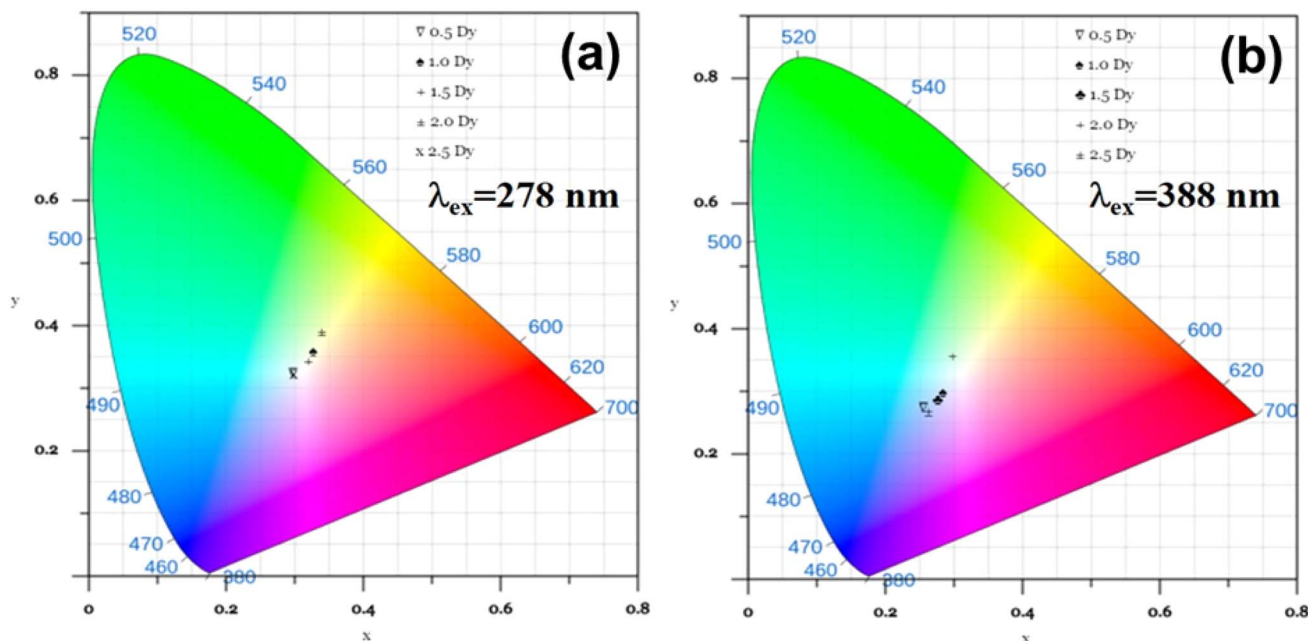 (a)
∇ 0.5 Dy
♠ 1.0 Dy
+ 1.5 Dy
± 2.0 Dy
x 2.5 Dy
λex=278 nm
520
540
560
580
600
620
700
500
490
480
470
460
380
0.8
0.6
0.4
0.2
y
0
0.2
0.4
0.6
0.8
x
(b)
∇ 0.5 Dy
♠ 1.0 Dy
♣ 1.5 Dy
+ 2.0 Dy
± 2.5 Dy
λex=388 nm
520
540
560
580
600
620
700
500
490
480
470
460
380
0.8
0.6
0.4
0.2
y
0
0.2
0.4
0.6
0.8
x